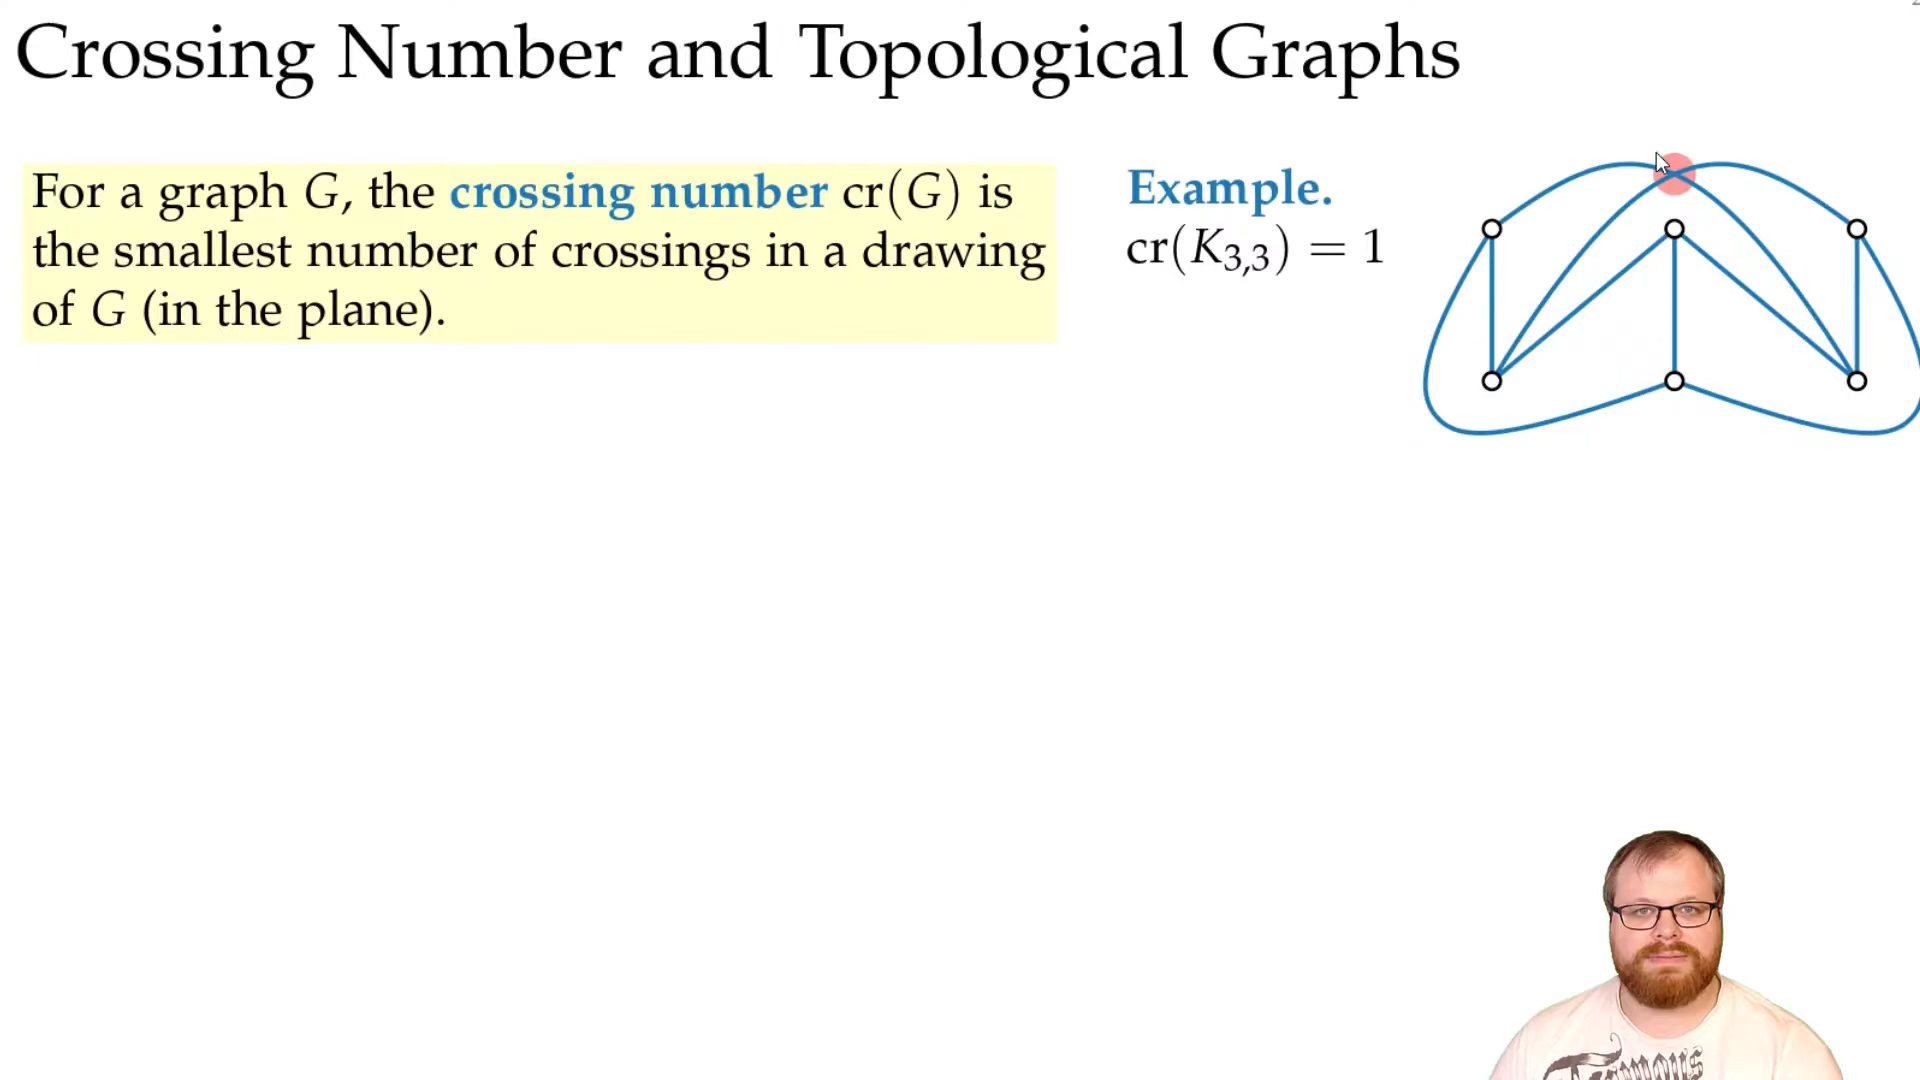 Crossing Number and Topological Graphs
For a graph G, the crossing number cr(G) is
the smallest number of crossings in a drawing
of G (in the plane).
Example.
cr(K₃,₃) = 1